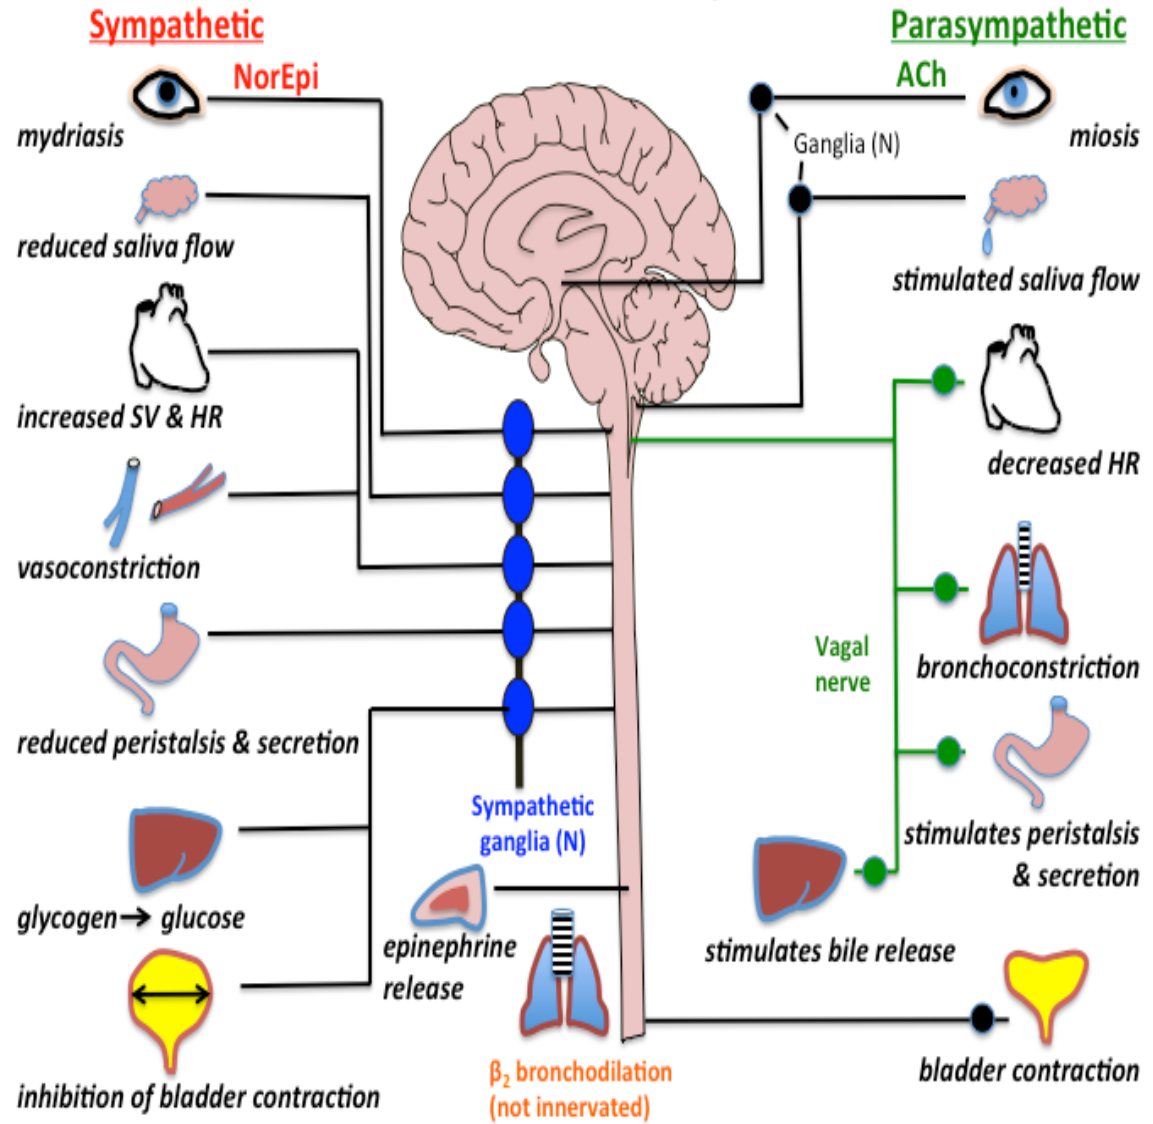 Sympathetic
NorEpi
mydriasis
reduced saliva flow
increased SV & HR
vasoconstriction
reduced peristalsis & secretion
glycogen→ glucose
inhibition of bladder contraction
Sympathetic
ganglia (N)
epinephrine
release
β₂ bronchodilation
(not innervated)
Parasympathetic
ACh
Ganglia (N)
miosis
stimulated saliva flow
decreased HR
Vagal
nerve
bronchoconstriction
stimulates peristalsis
& secretion
stimulates bile release
bladder contraction